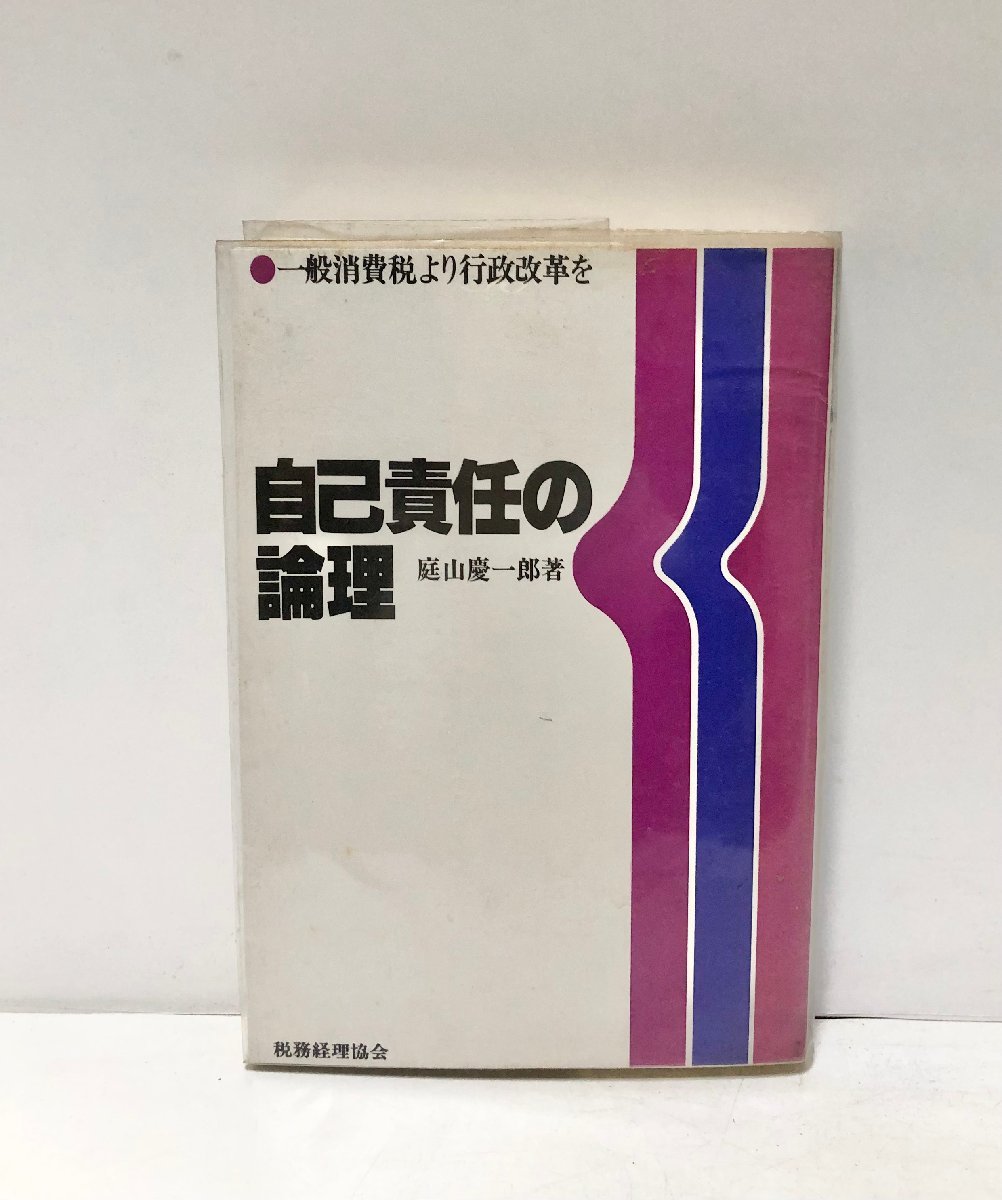 ●一般消費税より行政改革を
自己責任の
論理
庭山慶一郎著
税務経理協会